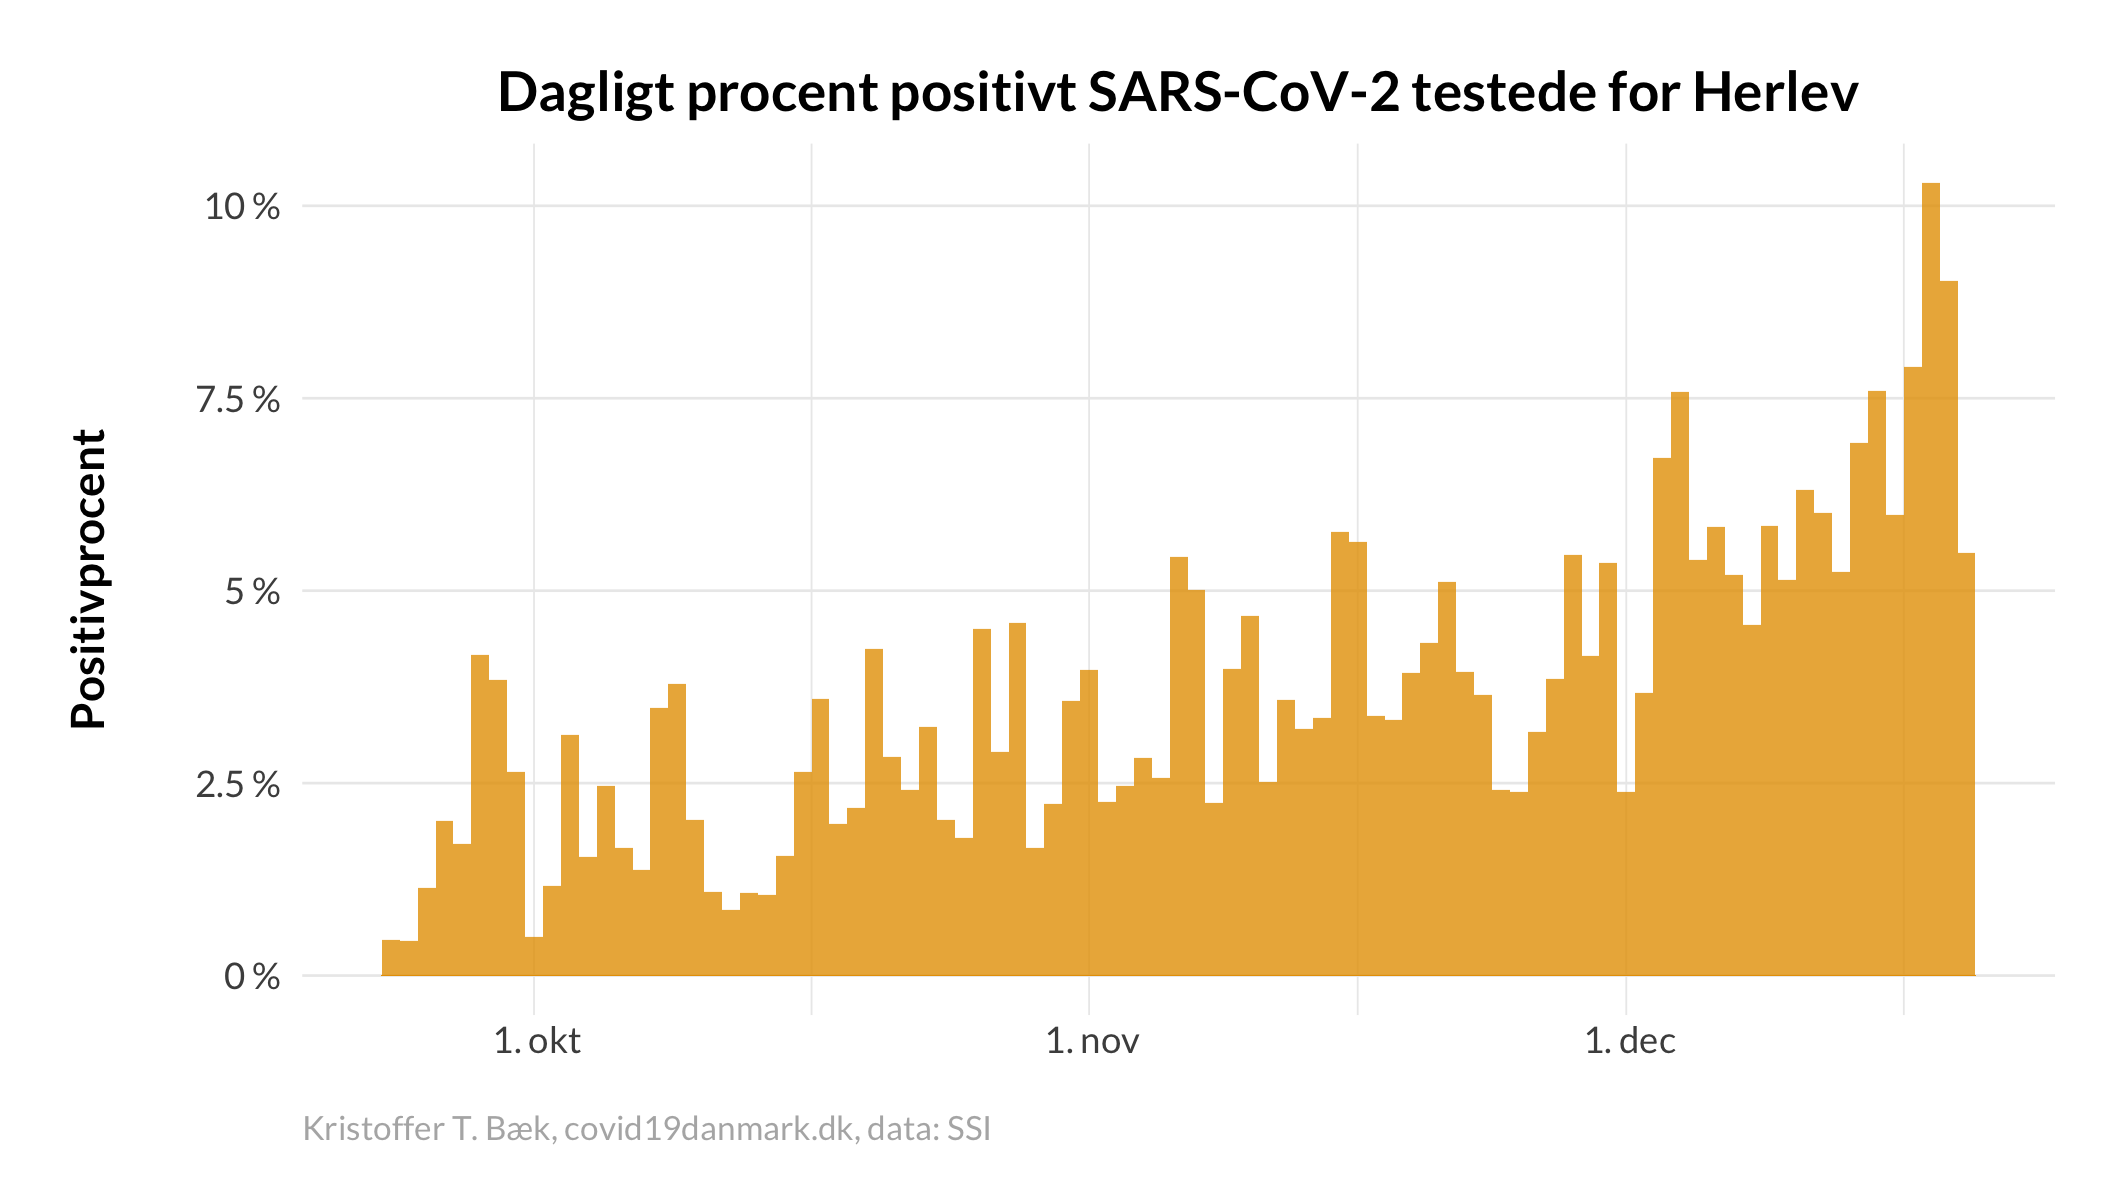 Dagligt procent positivt SARS-CoV-2 testede for Herlev
Positivprocent
10 %
7.5 %
5 %
2.5 %
0 %
1. okt
1. nov
1. dec
Kristoffer T. Bæk, covid19danmark.dk, data: SSI